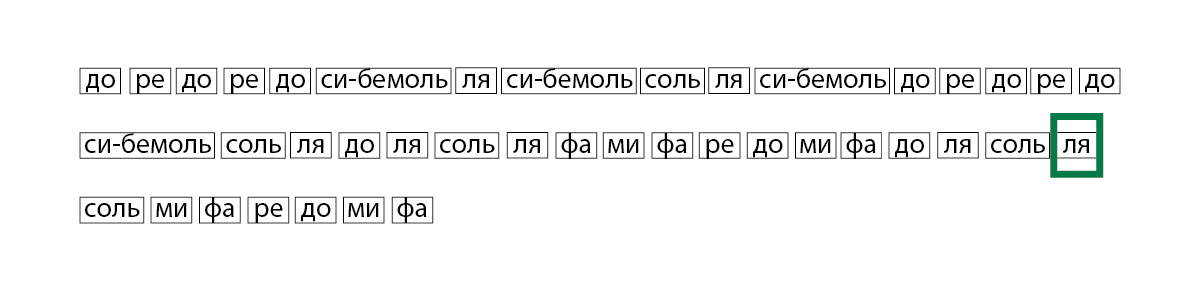 до ре до ре до си-бемоль ля си-бемоль соль ля си-бемоль до ре до ре до
си-бемоль соль ля до ля соль ля фа ми фа ре до ми фа до ля соль ля
соль ми фа ре до ми фа